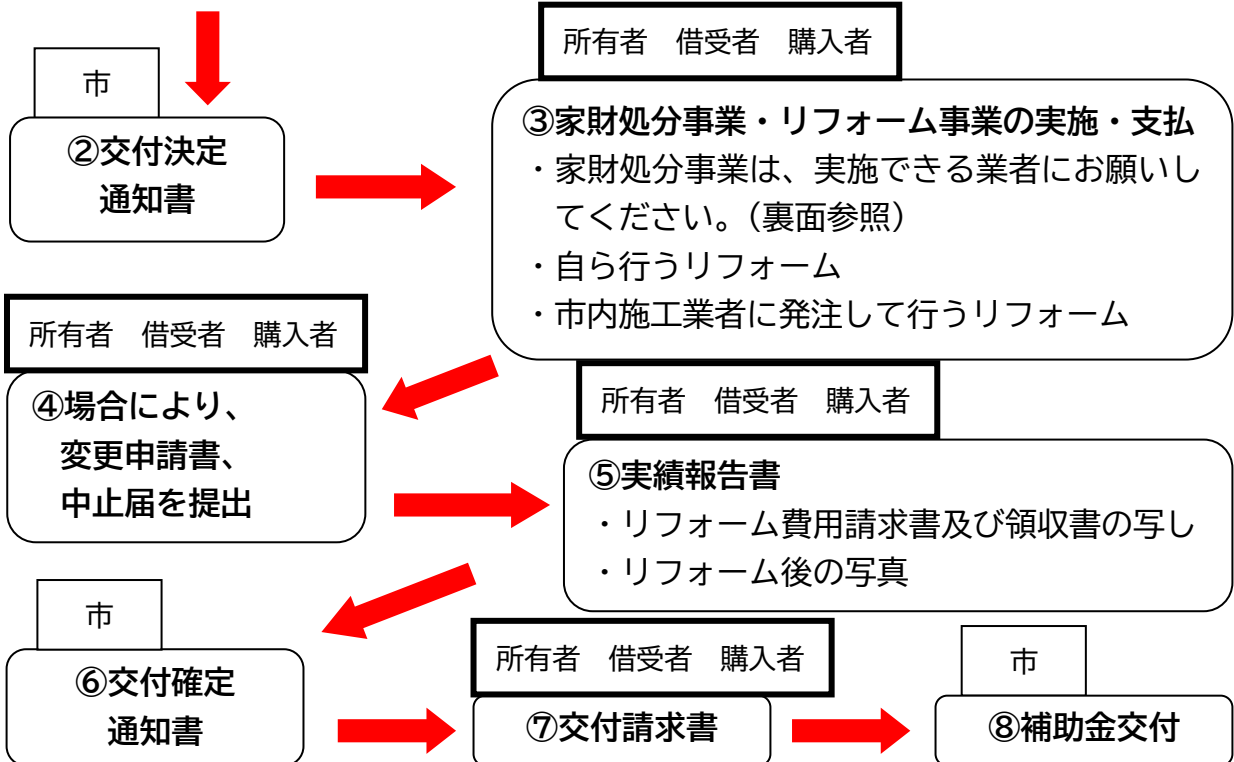 市
②交付決定
通知書
所有者　借受者　購入者
③家財処分事業・リフォーム事業の実施・支払
・家財処分事業は、実施できる業者にお願いし
てください。（裏面参照）
・自ら行うリフォーム
・市内施工業者に発注して行うリフォーム
所有者　借受者　購入者
④場合により、
変更申請書、
中止届を提出
所有者　借受者　購入者
⑤実績報告書
・リフォーム費用請求書及び領収書の写し
・リフォーム後の写真
市
⑥交付確定
通知書
所有者　借受者　購入者
⑦交付請求書
市
⑧補助金交付